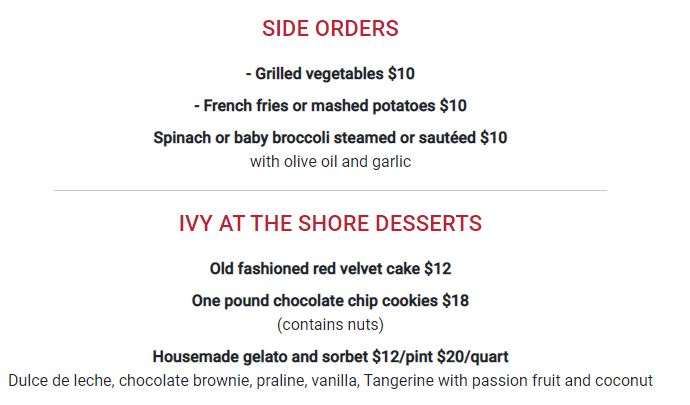 SIDE ORDERS
- Grilled vegetables $10
- French fries or mashed potatoes $10
Spinach or baby broccoli steamed or sautéed $10
with olive oil and garlic
IVY AT THE SHORE DESSERTS
Old fashioned red velvet cake $12
One pound chocolate chip cookies $18
(contains nuts)
Housemade gelato and sorbet $12/pint $20/quart
Dulce de leche, chocolate brownie, praline, vanilla, Tangerine with passion fruit and coconut